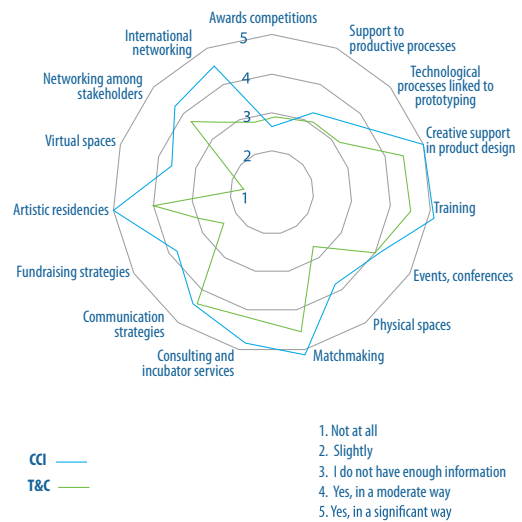 Awards competitions
Support to
productive processes
Technological
processes linked to
prototyping
Creative support
in product design
Training
Events, conferences
Physical spaces
Matchmaking
Consulting and
incubator services
Communication
strategies
Fundraising strategies
Artistic residencies
Virtual spaces
Networking among
stakeholders
International
networking
5
4
3
2
1
CCI
T&C
1. Not at all
2. Slightly
3. I do not have enough information
4. Yes, in a moderate way
5. Yes, in a significant way